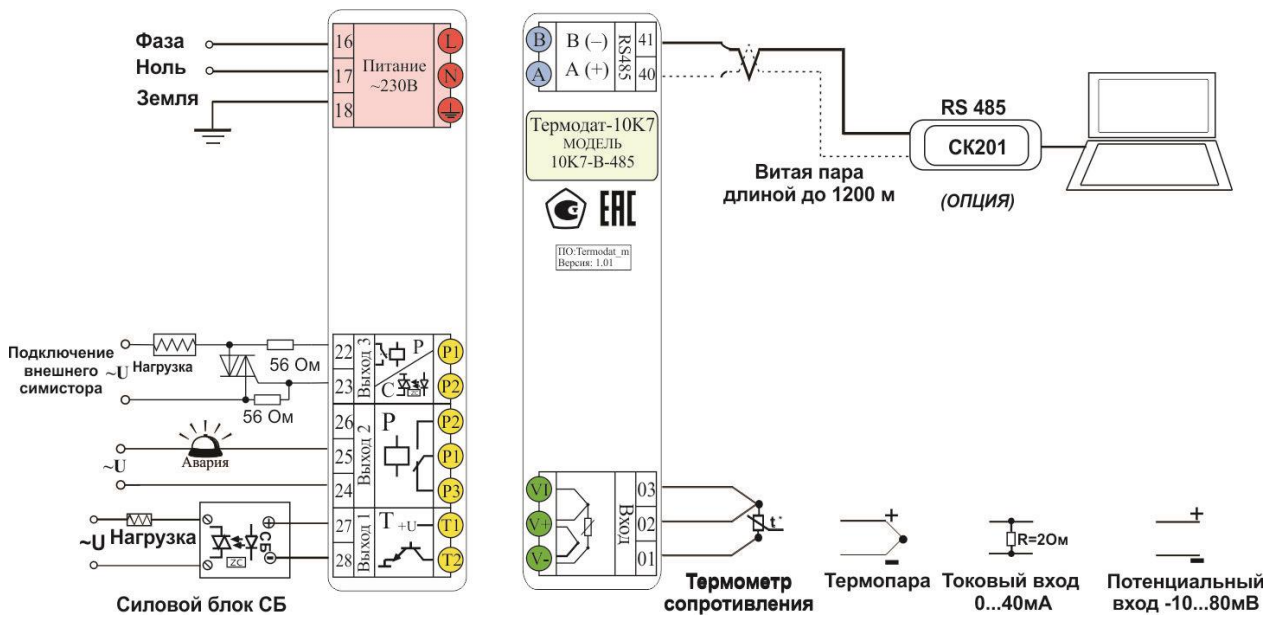 Фаза
Ноль
Земля
16
17
18
Питание
~230В
L
N
B
A
B (–)
A (+)
RS485
41
40
Термодат-10К7
МОДЕЛЬ
10К7-В-485
ЕАС
ПО:Termodat_m
Версия: 1.01
RS 485
СК201
(ОПЦИЯ)
Витая пара
длиной до 1200 м
Подключение
внешнего
симистора
~U
Нагрузка
56 Ом
56 Ом
22
23
Выход 3
Р
С
ZC
P1
P2
~U
Авария
26
25
24
Выход 2
Р
P2
P1
P3
~U
Нагрузка
СБ
ZC
Силовой блок СБ
27
28
Выход 1
Т
+U
T1
T2
VI
V+
V-
Вход
03
02
01
t°
Термометр
сопротивления
+
–
Термопара
R=2Ом
Токовый вход
0...40мА
+
–
Потенциальный
вход -10...80мВ